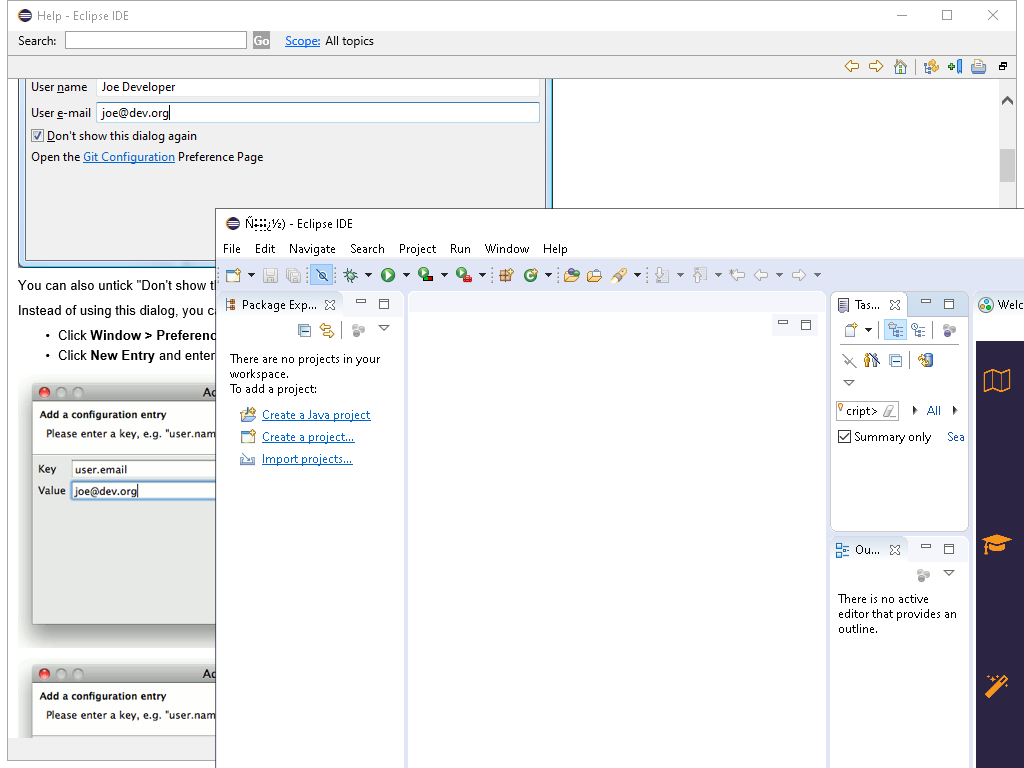 Help - Eclipse IDE
Search:
Go
Scope: All topics
User name Joe Developer
User e-mail joe@dev.org
Don't show this dialog again
Open the Git Configuration Preference Page
You can also untick "Don't show
Instead of using this dialog, you
• Click Window > Preferenc
• Click New Entry and enter
Add a configuration entry
Please enter a key, e.g. "user.nam
Key user.email
Value joe@dev.org
Add a configuration entry
Please enter a key, e.g. "user.nam
- Eclipse IDE
File Edit Navigate Search Project Run Window Help
Package Exp...
There are no projects in your
workspace.
To add a project:
Create a Java project
Create a project...
Import projects...
Tas...
cript> All
Summary only Sea
Ou...
There is no active
editor that provides an
outline.
Welc